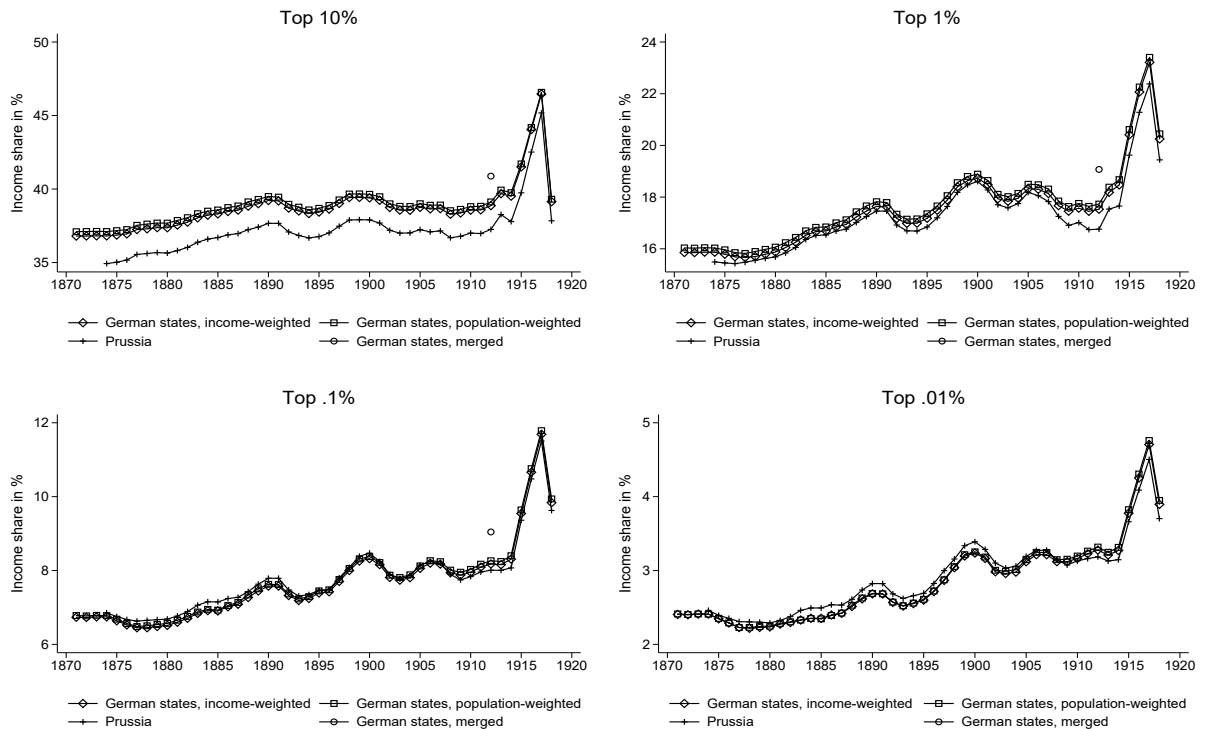 Top 10%
50
45
40
35
Income share in %
1870 1875 1880 1885 1890 1895 1900 1905 1910 1915 1920
German states, income-weighted German states, population-weighted
Prussia German states, merged
Top 1%
24
22
20
18
16
Income share in %
1870 1875 1880 1885 1890 1895 1900 1905 1910 1915 1920
German states, income-weighted German states, population-weighted
Prussia German states, merged
Top .1%
12
10
8
6
Income share in %
1870 1875 1880 1885 1890 1895 1900 1905 1910 1915 1920
German states, income-weighted German states, population-weighted
Prussia German states, merged
Top .01%
5
4
3
2
Income share in %
1870 1875 1880 1885 1890 1895 1900 1905 1910 1915 1920
German states, income-weighted German states, population-weighted
Prussia German states, merged